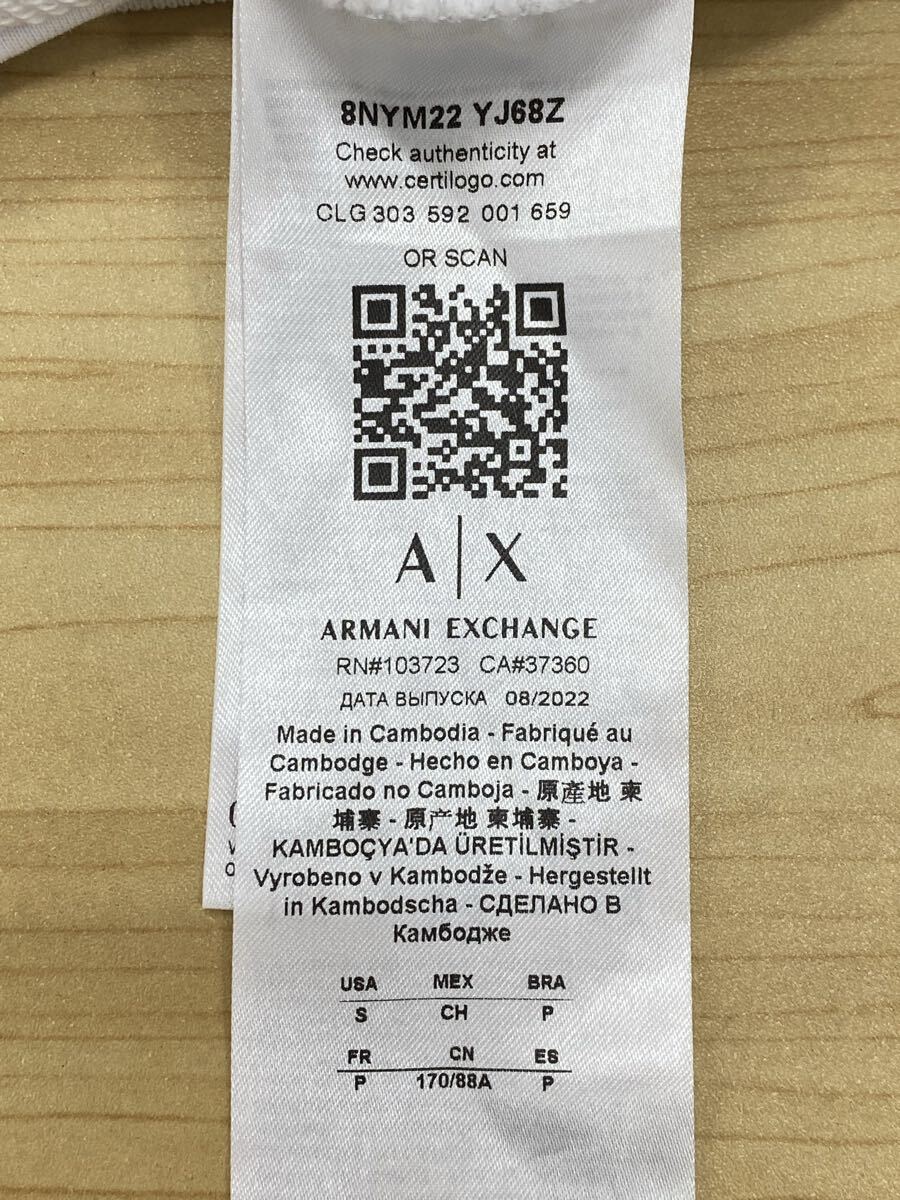 8NYM22 YJ68Z
Check authenticity at
www.certilogo.com
CLG 303 592 001 659
OR SCAN
A|X
ARMANI EXCHANGE
RN#103723 CA#37360
ДАТА ВЫПУСКА 08/2022
Made in Cambodia - Fabriqué au
Cambodge - Hecho en Camboya -
Fabricado no Camboja - 原産地 柬
埔寨 - 原产地 柬埔寨 -
KAMBOÇYA'DA ÜRETİLMİŞTİR -
Vyrobeno v Kambodže - Hergestellt
in Kambodscha - СДЕЛАНО В
Камбодже
USA MEX BRA
S CH P
FR CN ES
P 170/88A P